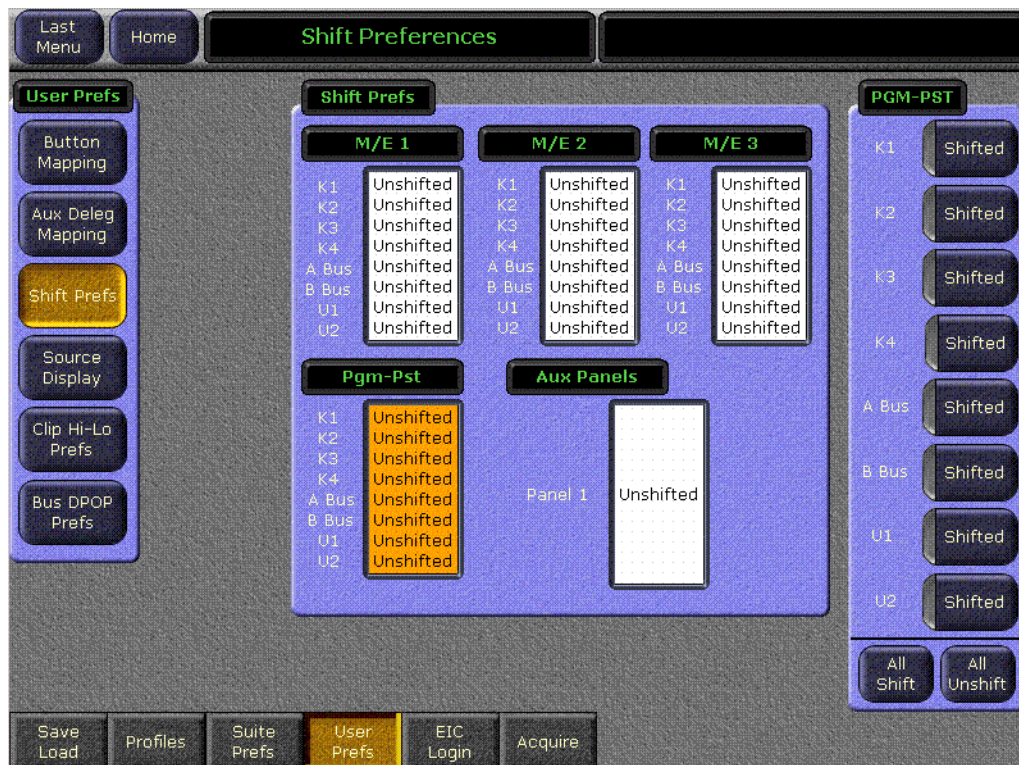 Last
Menu
Home
Shift Preferences
User Prefs
Button
Mapping
Aux Deleg
Mapping
Shift Prefs
Source
Display
Clip Hi-Lo
Prefs
Bus DPOP
Prefs
Shift Prefs
M/E 1
K1 Unshifted
K2 Unshifted
K3 Unshifted
K4 Unshifted
A Bus Unshifted
B Bus Unshifted
U1 Unshifted
U2 Unshifted
M/E 2
K1 Unshifted
K2 Unshifted
K3 Unshifted
K4 Unshifted
A Bus Unshifted
B Bus Unshifted
U1 Unshifted
U2 Unshifted
M/E 3
K1 Unshifted
K2 Unshifted
K3 Unshifted
K4 Unshifted
A Bus Unshifted
B Bus Unshifted
U1 Unshifted
U2 Unshifted
Pgm-Pst
K1 Unshifted
K2 Unshifted
K3 Unshifted
K4 Unshifted
A Bus Unshifted
B Bus Unshifted
U1 Unshifted
U2 Unshifted
Aux Panels
Panel 1 Unshifted
PGM-PST
K1 Shifted
K2 Shifted
K3 Shifted
K4 Shifted
A Bus Shifted
B Bus Shifted
U1 Shifted
U2 Shifted
All
Shift
All
Unshift
Save
Load
Profiles
Suite
Prefs
User
Prefs
EIC
Login
Acquire